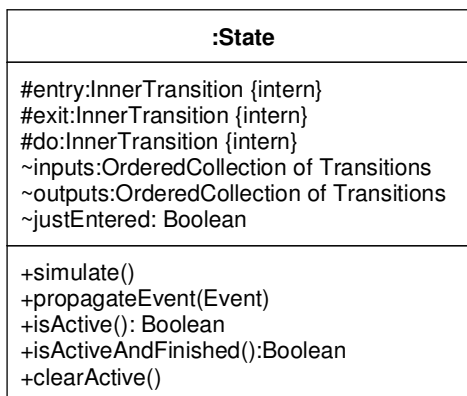 :State
#entry:InnerTransition {intern}
#exit:InnerTransition {intern}
#do:InnerTransition {intern}
~inputs:OrderedCollection of Transitions
~outputs:OrderedCollection of Transitions
~justEntered: Boolean
+simulate()
+propagateEvent(Event)
+isActive(): Boolean
+isActiveAndFinished():Boolean
+clearActive()